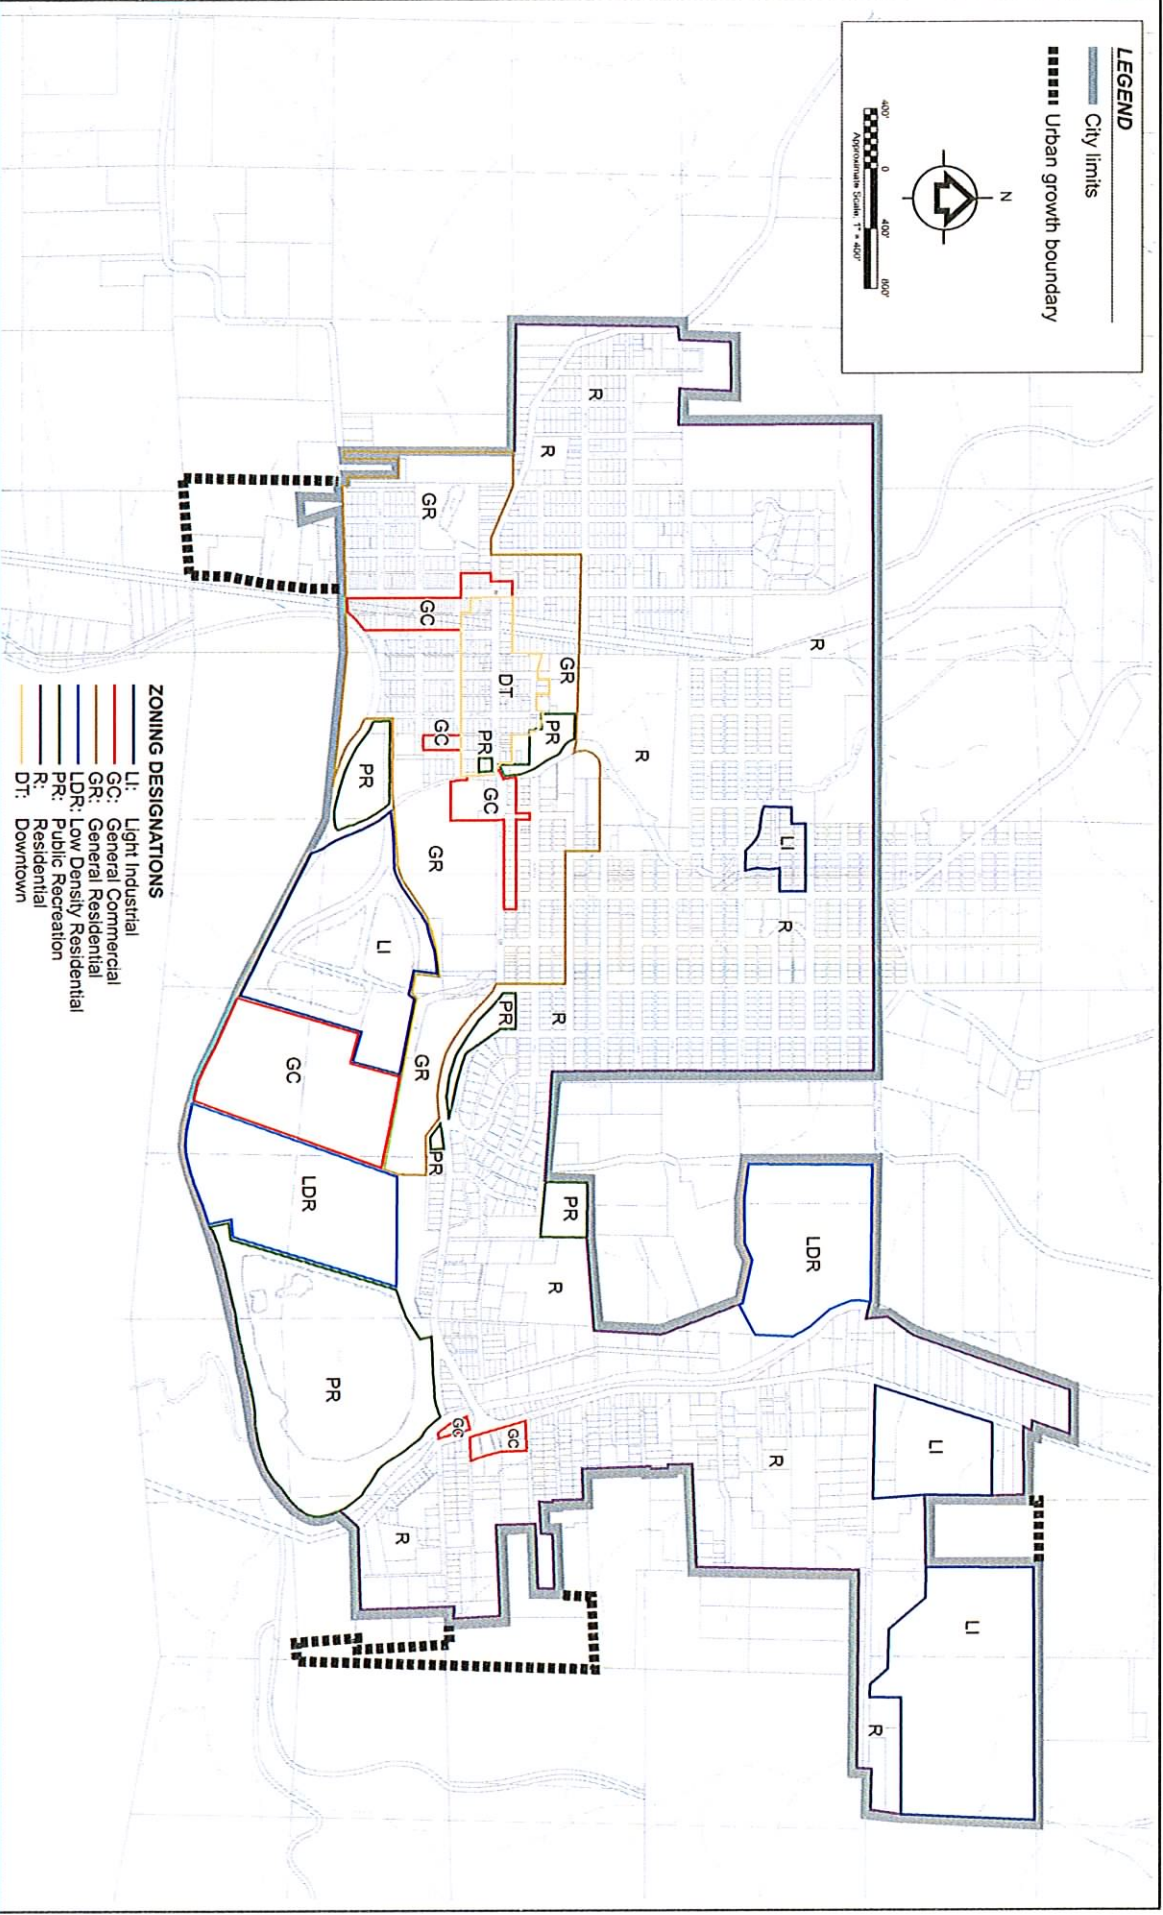 LEGEND
City limits
Urban growth boundary
N
400' 0 400' 800'
Approximate Scale: 1" = 400'
R
R
R
R
R
R
R
R
R
R
GR
GR
GR
GR
GC
GC
GC
GC
GC
GC
DT
PR
PR
PR
PR
PR
PR
PR
LI
LI
LI
LI
LDR
LDR
ZONING DESIGNATIONS
LI: Light Industrial
GC: General Commercial
GR: General Residential
LDR: Low Density Residential
PR: Public Recreation
R: Residential
DT: Downtown